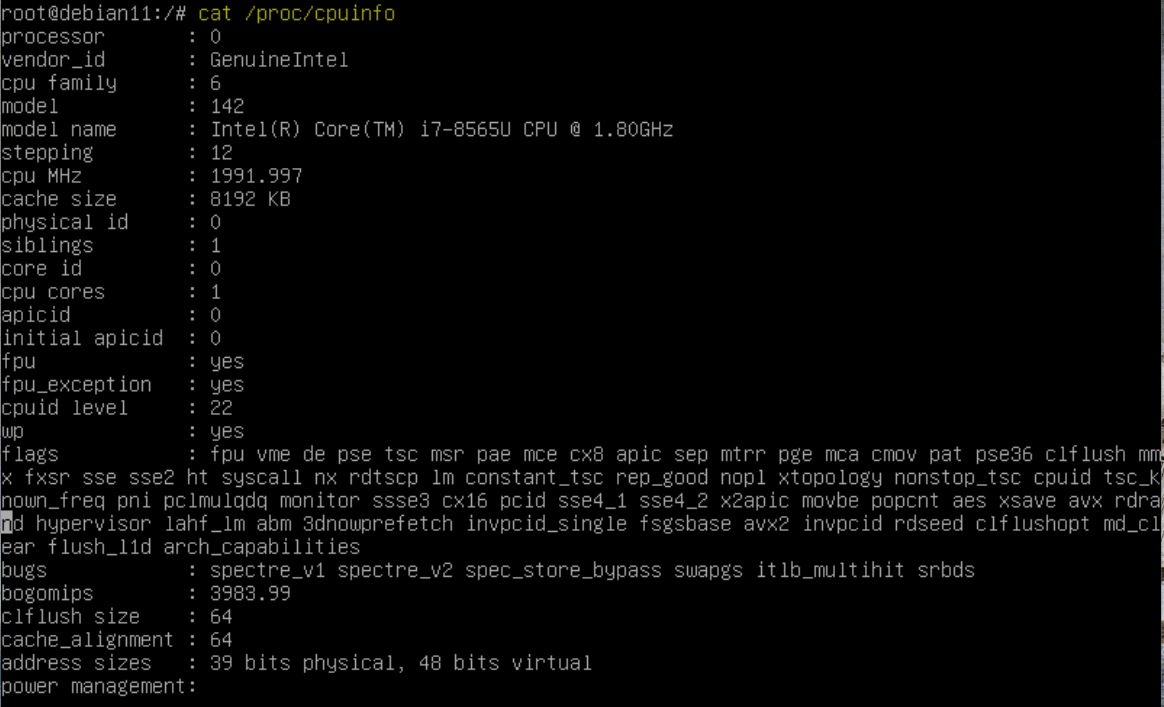 root@debian11:/# cat /proc/cpuinfo
processor : 0
vendor_id : GenuineIntel
cpu family : 6
model : 142
model name : Intel(R) Core(TM) i7-8565U CPU @ 1.80GHz
stepping : 12
cpu MHz : 1991.997
cache size : 8192 KB
physical id : 0
siblings : 1
core id : 0
cpu cores : 1
apicid : 0
initial apicid : 0
fpu : yes
fpu_exception : yes
cpuid level : 22
wp : yes
flags : fpu vme de pse tsc msr pae mce cx8 apic sep mtrr pge mca cmov pat pse36 clflush mm
x fxsr sse sse2 ht syscall nx rdtscp lm constant_tsc rep_good nopl xtopology nonstop_tsc cpuid tsc_k
nown_freq pni pclmulqdq monitor ssse3 cx16 pcid sse4_1 sse4_2 x2apic movbe popcnt aes xsave avx rdra
nd hypervisor lahf_lm abm 3dnowprefetch invpcid_single fsgsbase avx2 invpcid rdseed clflushopt md_cl
ear flush_l1d arch_capabilities
bugs : spectre_v1 spectre_v2 spec_store_bypass swapgs itlb_multihit srbds
bogomips : 3983.99
clflush size : 64
cache_alignment : 64
address sizes : 39 bits physical, 48 bits virtual
power management: